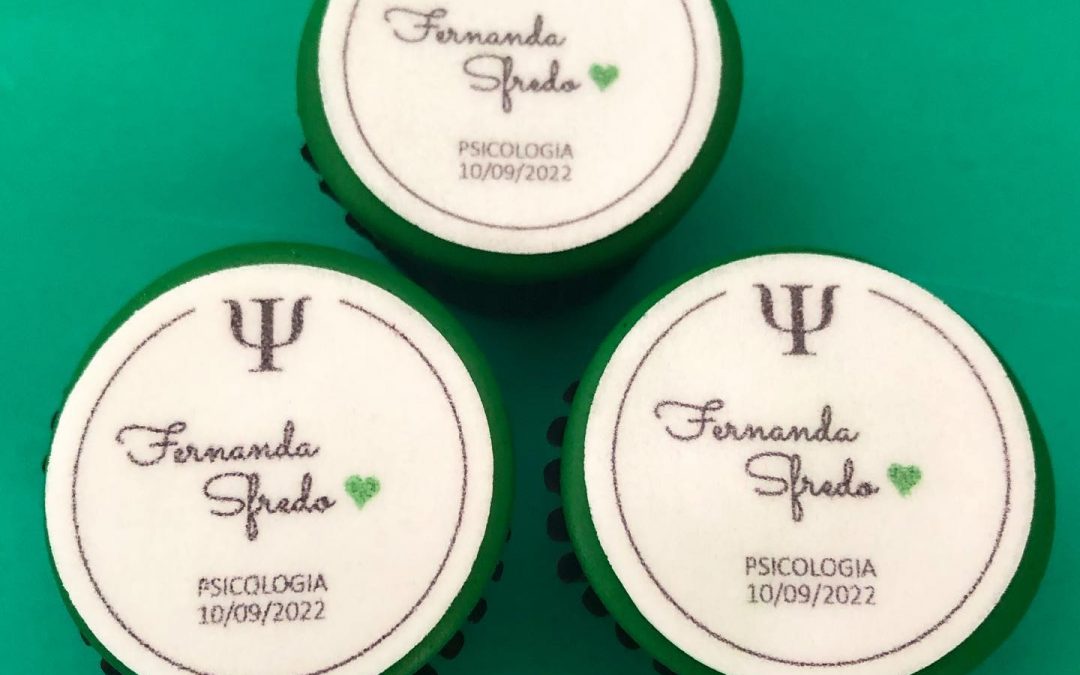 Fernanda
Sfredo
PSICOLOGIA
10/09/2022
Ψ
Fernanda
Sfredo
PSICOLOGIA
10/09/2022
Ψ
Fernanda
Sfredo
PSICOLOGIA
10/09/2022